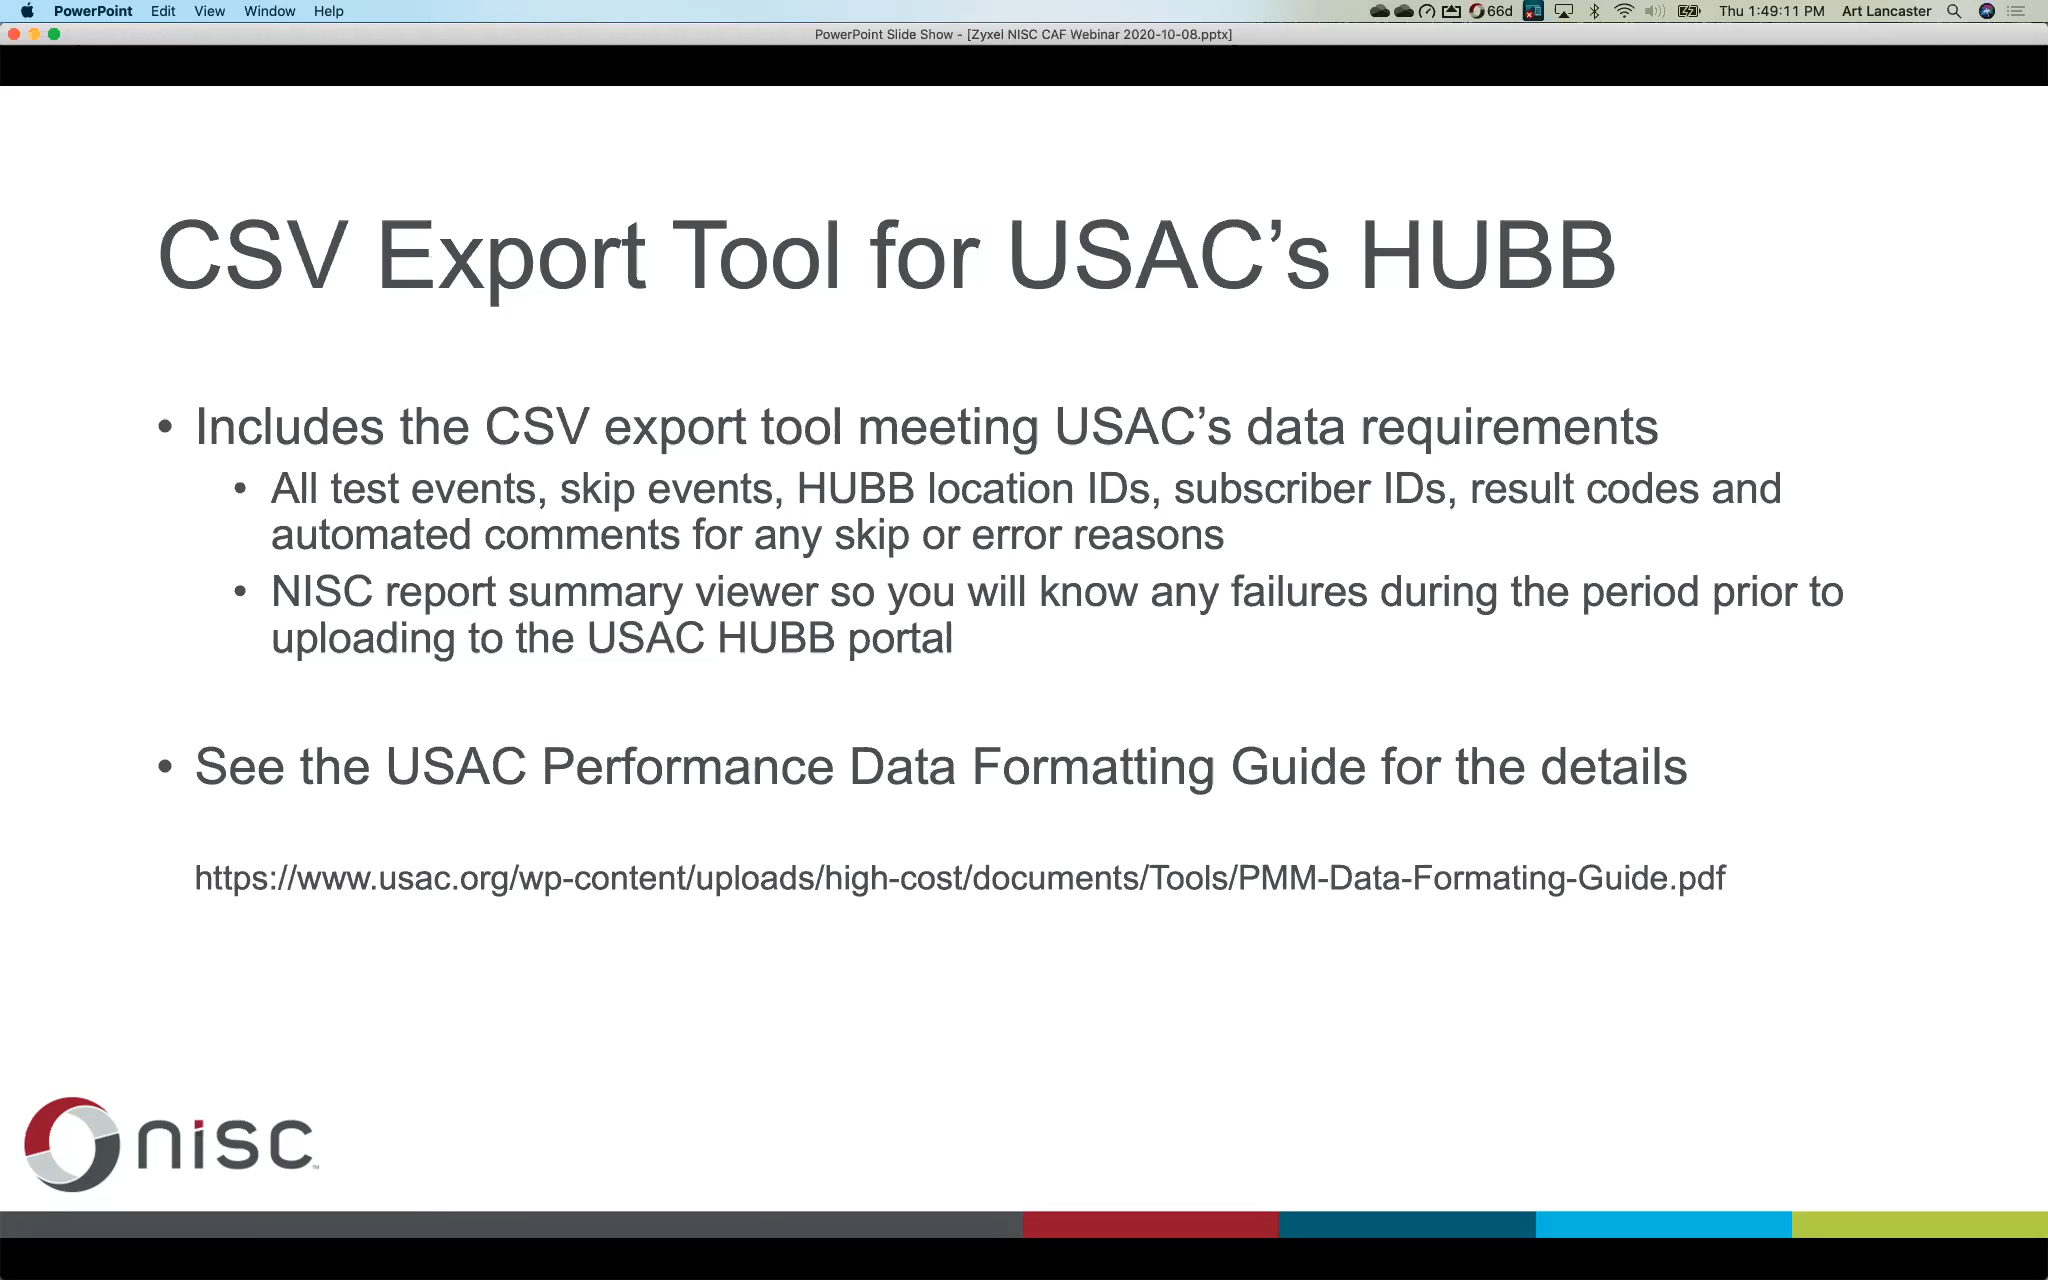 PowerPoint Edit View Window Help 66d Thu 1:49:11 PM Art Lancaster
PowerPoint Slide Show - [Zyxel NISC CAF Webinar 2020-10-08.pptx]
CSV Export Tool for USAC’s HUBB
• Includes the CSV export tool meeting USAC’s data requirements
• All test events, skip events, HUBB location IDs, subscriber IDs, result codes and
automated comments for any skip or error reasons
• NISC report summary viewer so you will know any failures during the period prior to
uploading to the USAC HUBB portal
• See the USAC Performance Data Formatting Guide for the details
https://www.usac.org/wp-content/uploads/high-cost/documents/Tools/PMM-Data-Formating-Guide.pdf
nisc™